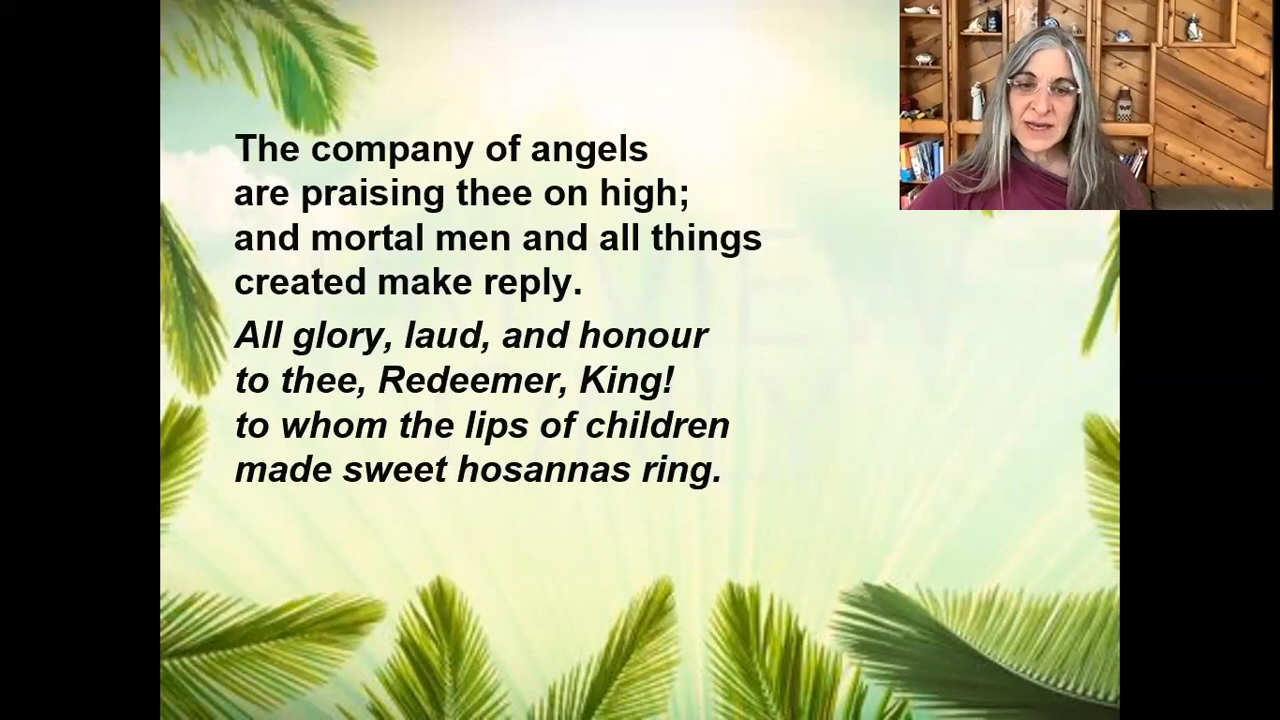 The company of angels
are praising thee on high;
and mortal men and all things
created make reply.
All glory, laud, and honour
to thee, Redeemer, King!
to whom the lips of children
made sweet hosannas ring.